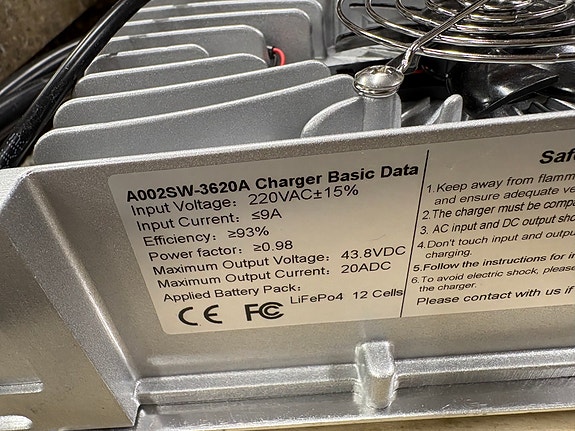 A002SW-3620A Charger Basic Data
Input Voltage: 220VAC±15%
Input Current: ≤9A
Efficiency: ≥93%
Power factor: ≥0.98
Maximum Output Voltage: 43.8VDC
Maximum Output Current: 20ADC
Applied Battery Pack:
LiFePo4 12 Cells
CE FC
Safe
1.Keep away from flamm
and ensure adequate ve
2.The charger must be compa
3. AC input and DC output sho
4.Don't touch input and outpu
charging.
5.Follow the instructions for in
6.To avoid electric shock, please
the charger.
Please contact with us if